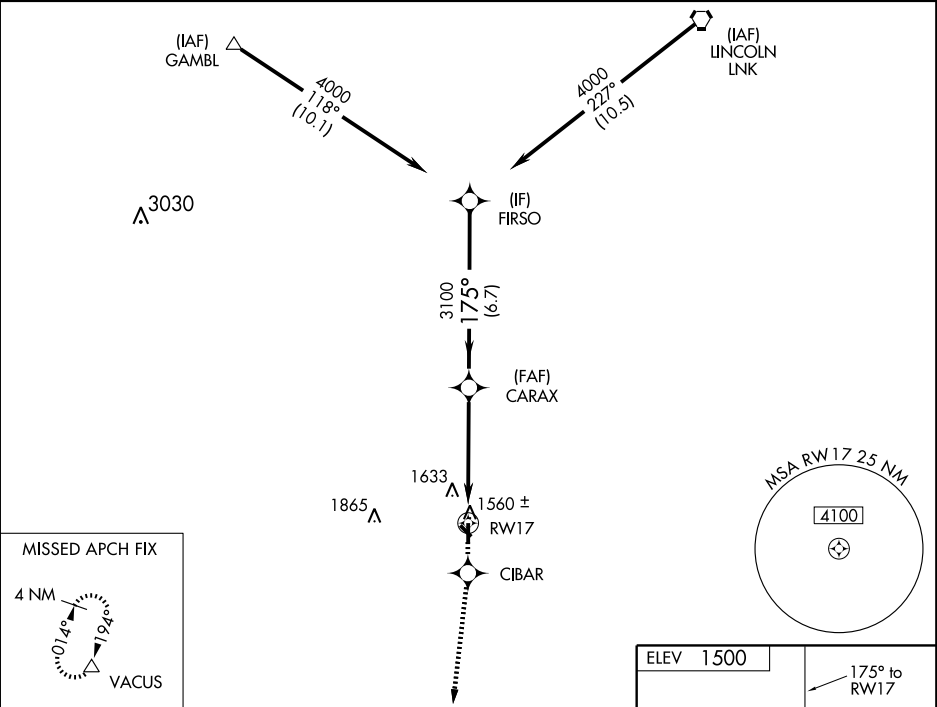 (IAF)
GAMBL
4000
118°
(10.1)
(IAF)
LINCOLN
LNK
4000
227°
(10.5)
3030
(IF)
FIRSO
3100
175°
(6.7)
(FAF)
CARAX
1633
1865
1560 ±
RW17
CIBAR
MSA RW17 25 NM
4100
MISSED APCH FIX
4 NM
014°
194°
VACUS
ELEV 1500
175° to
RW17